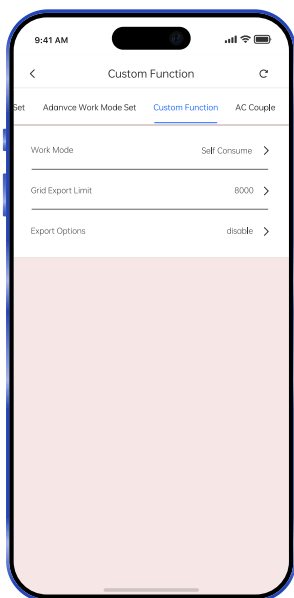 9:41 AM
Custom Function
Set Adanvce Work Mode Set Custom Function AC Couple
Work Mode Self Consume
Grid Export Limit 8000
Export Options disable